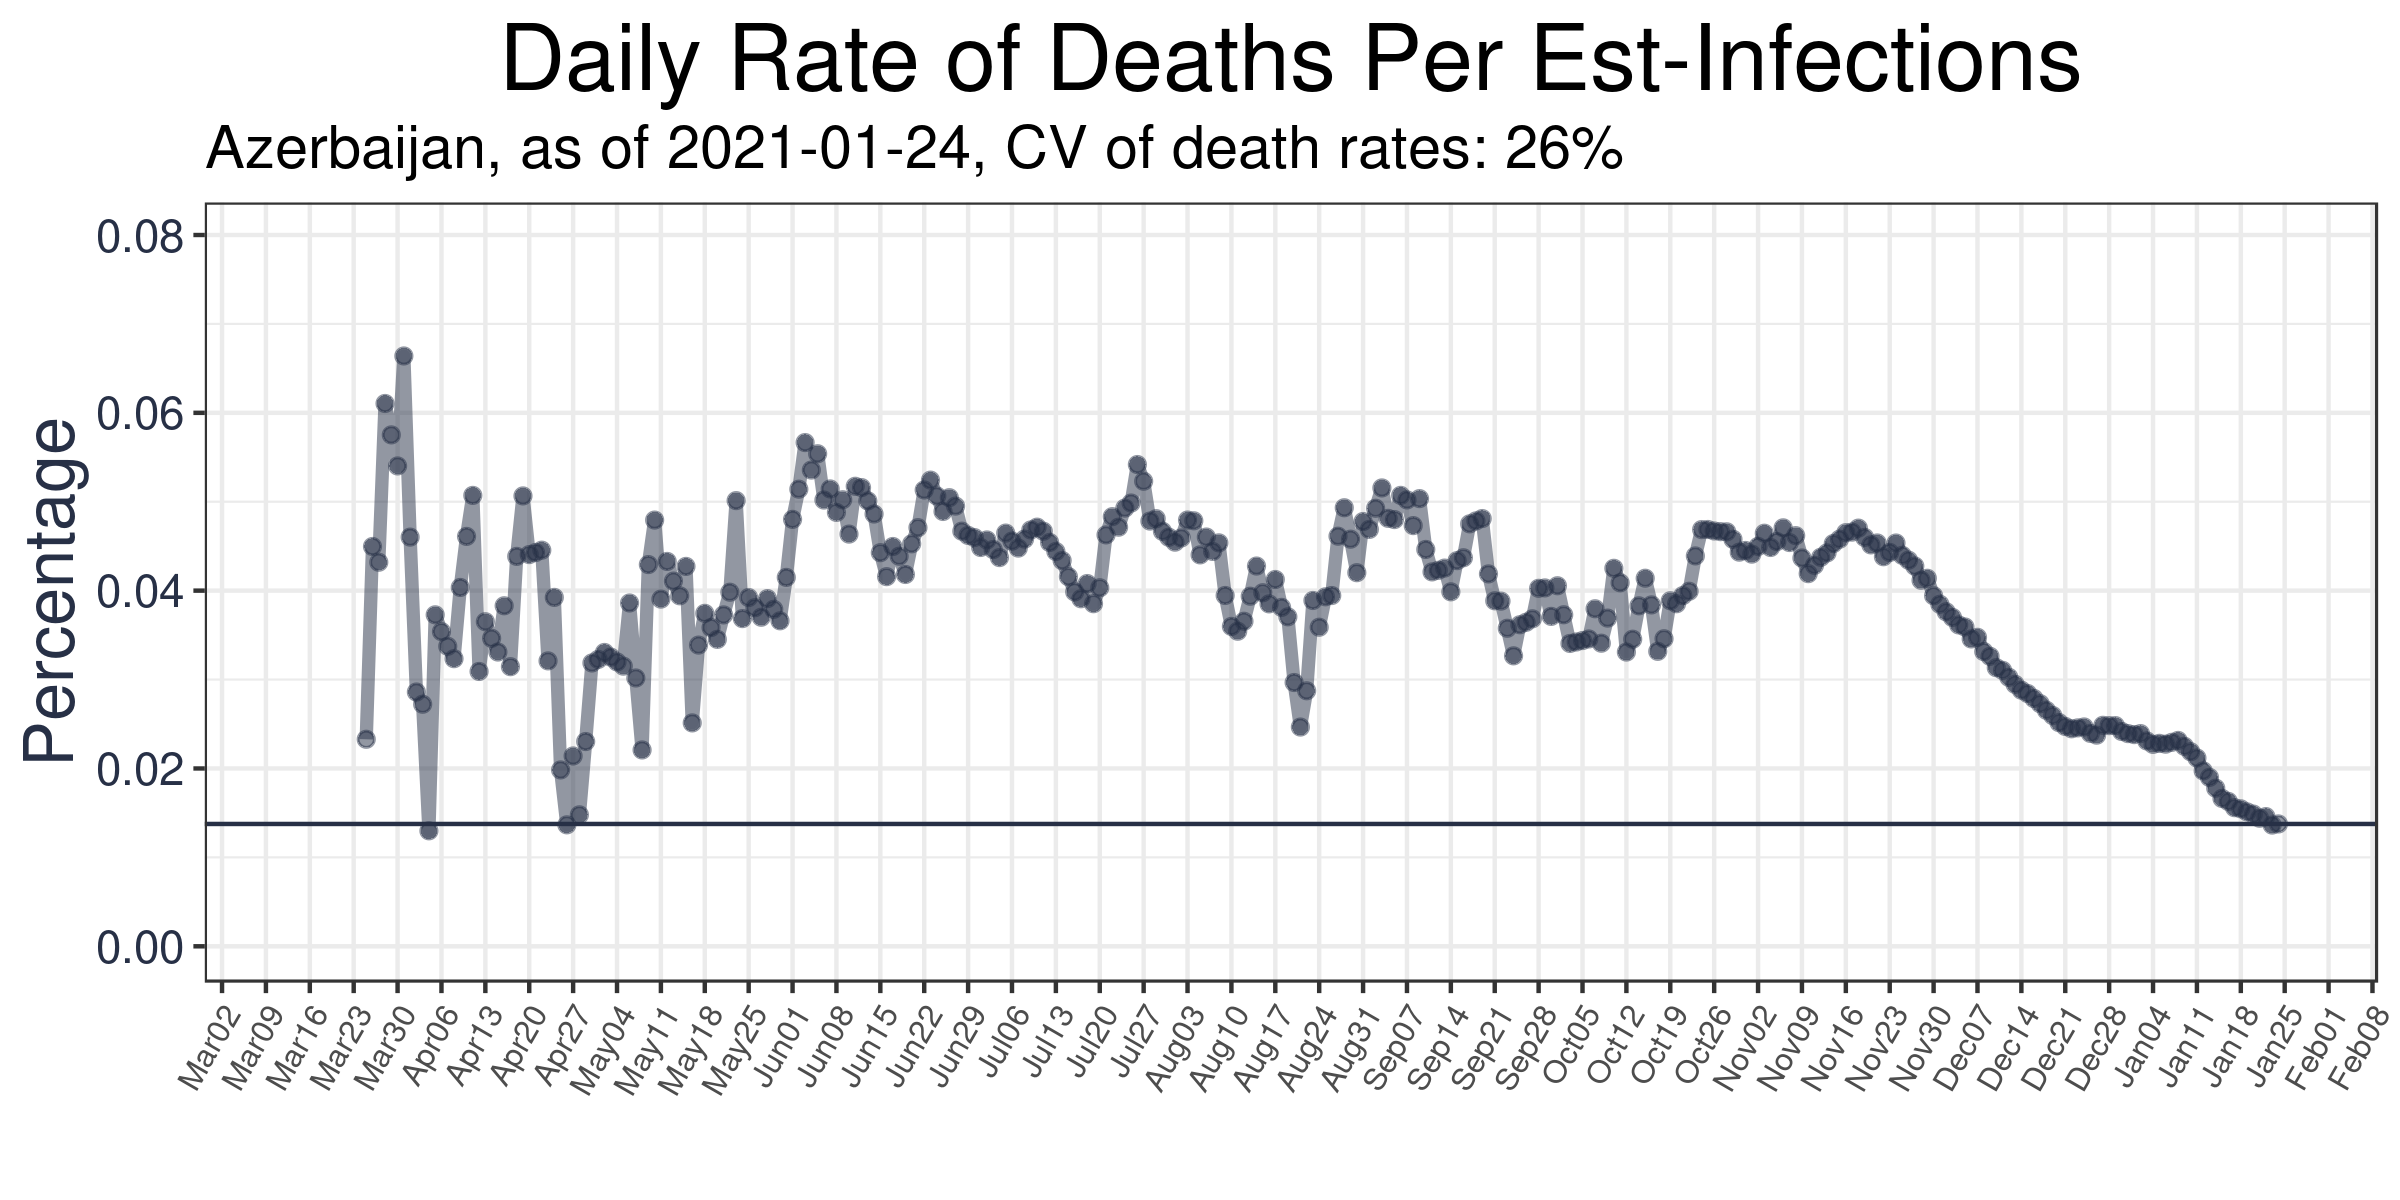 Daily Rate of Deaths Per Est-Infections
Azerbaijan, as of 2021-01-24, CV of death rates: 26%
Percentage
0.08
0.06
0.04
0.02
0.00
Mar02 Mar09 Mar16 Mar23 Mar30 Apr06 Apr13 Apr20 Apr27 May04 May11 May18 May25 Jun01 Jun08 Jun15 Jun22 Jun29 Jul06 Jul13 Jul20 Jul27 Aug03 Aug10 Aug17 Aug24 Aug31 Sep07 Sep14 Sep21 Sep28 Oct05 Oct12 Oct19 Oct26 Nov02 Nov09 Nov16 Nov23 Nov30 Dec07 Dec14 Dec21 Dec28 Jan04 Jan11 Jan18 Jan25 Feb01 Feb08